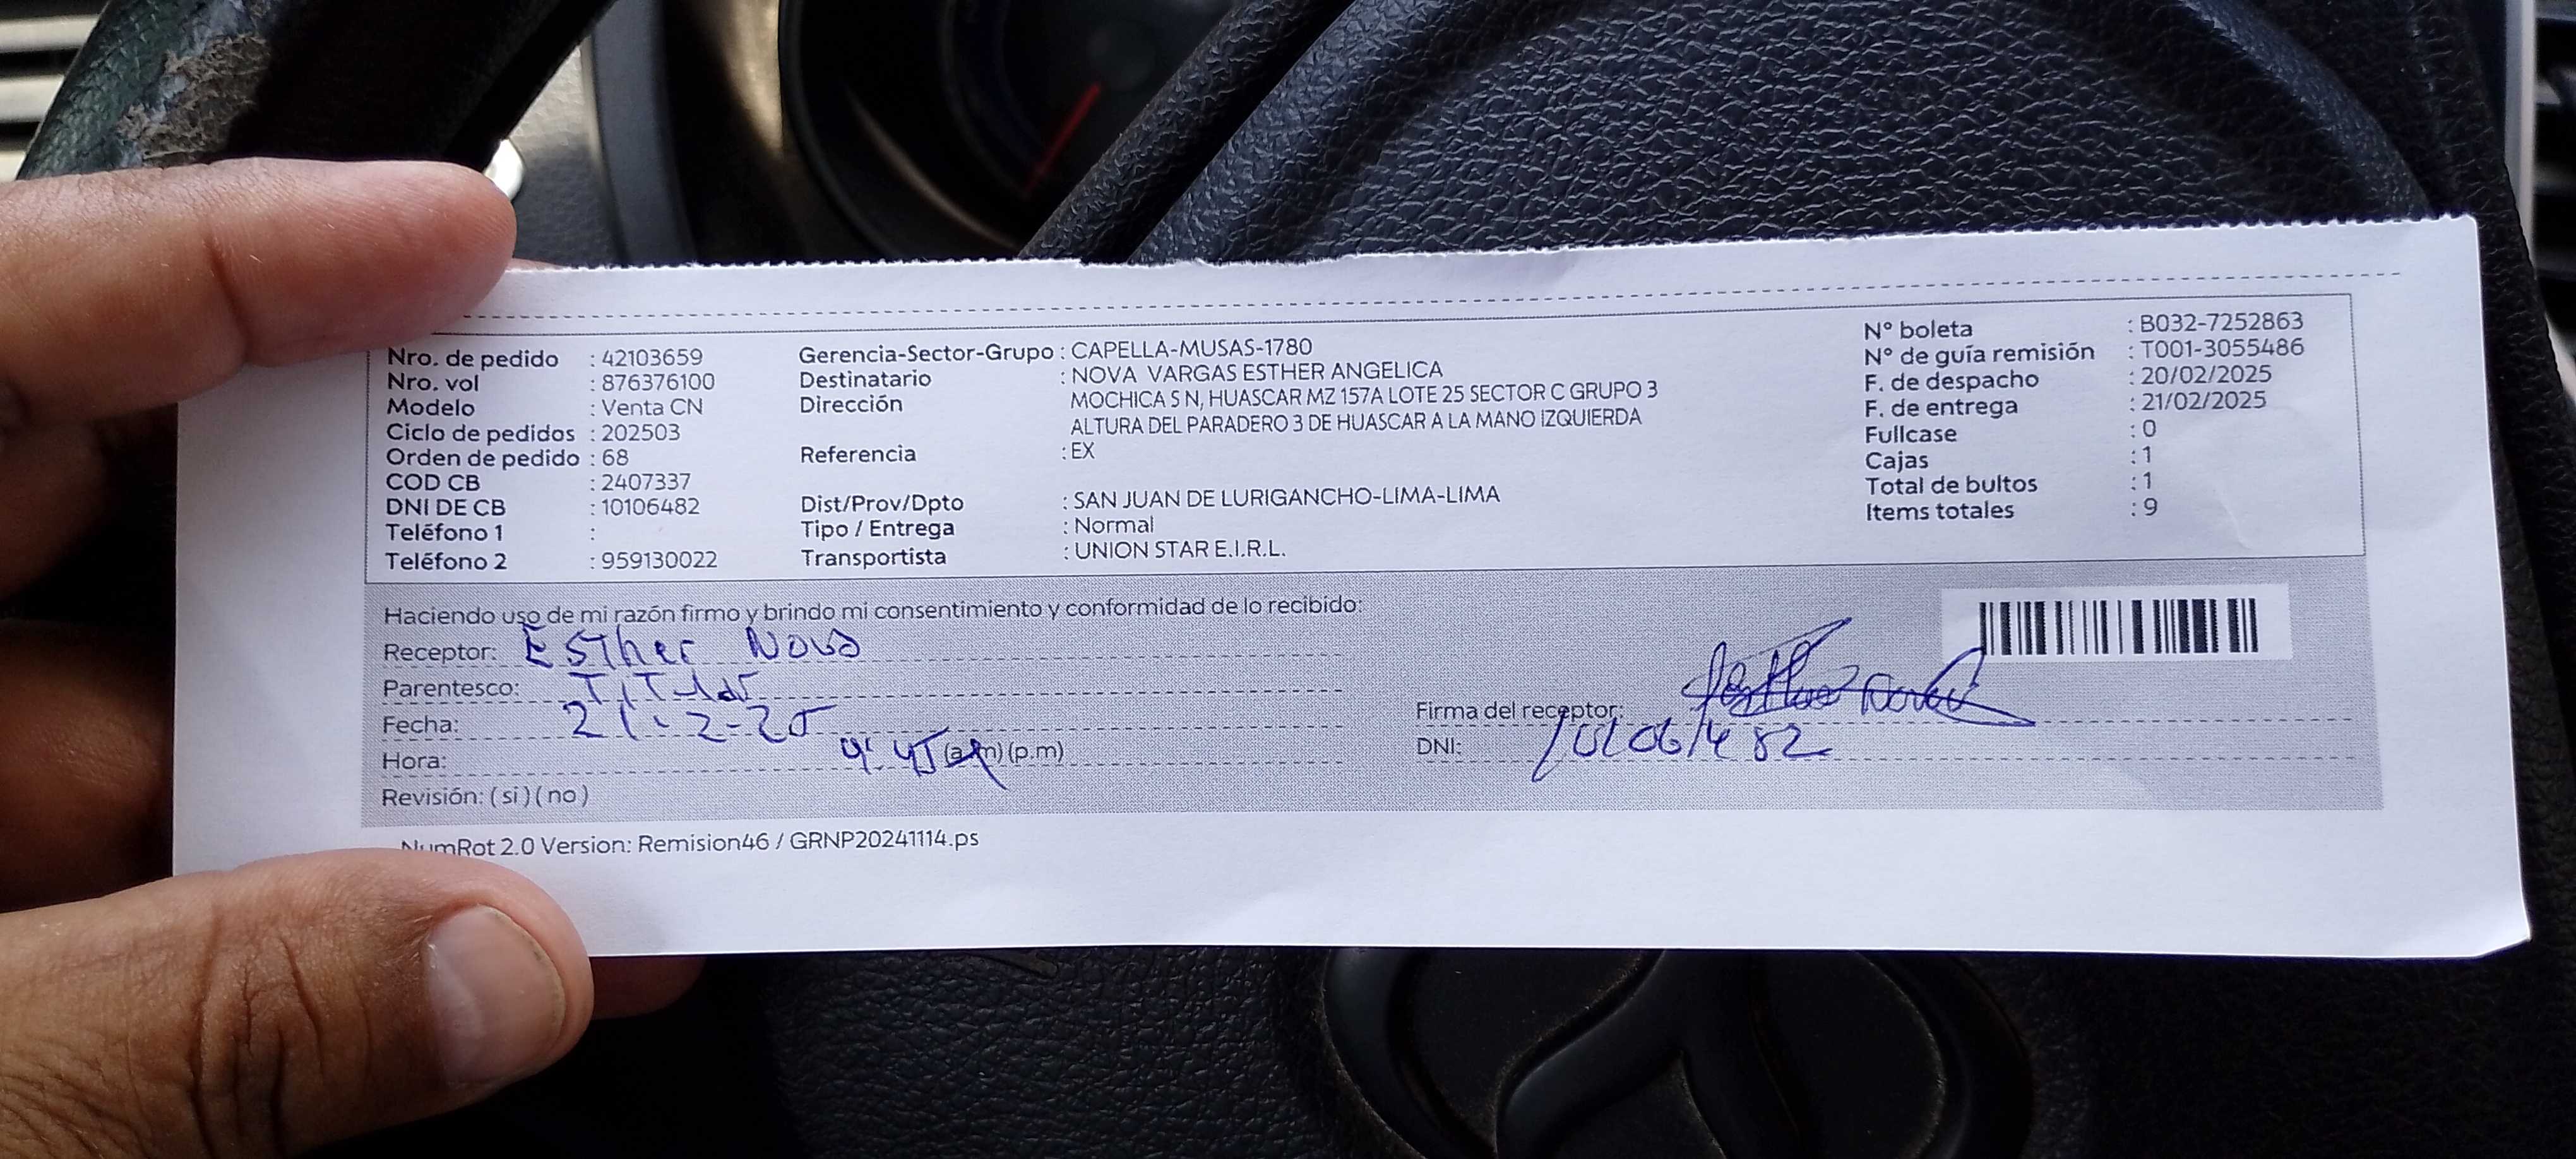 Nro. de pedido : 42103659
Nro. vol : 876376100
Modelo : Venta CN
Ciclo de pedidos : 202503
Orden de pedido : 68
COD CB : 2407337
DNI DE CB : 10106482
Teléfono 1 :
Teléfono 2 : 959130022
Gerencia-Sector-Grupo : CAPELLA-MUSAS-1780
Destinatario : NOVA VARGAS ESTHER ANGELICA
Dirección MOCHICA S N, HUASCAR MZ 157A LOTE 25 SECTOR C GRUPO 3
ALTURA DEL PARADERO 3 DE HUASCAR A LA MANO IZQUIERDA
Referencia : EX
Dist/Prov/Dpto : SAN JUAN DE LURIGANCHO-LIMA-LIMA
Tipo / Entrega : Normal
Transportista : UNION STAR E.I.R.L.
N° boleta : B032-7252863
N° de guía remisión : T001-3055486
F. de despacho : 20/02/2025
F. de entrega : 21/02/2025
Fullcase : 0
Cajas : 1
Total de bultos : 1
Items totales : 9
Haciendo uso de mi razón firmo y brindo mi consentimiento y conformidad de lo recibido:
Receptor: Esther Nova
Parentesco: Titular
Fecha: 21-2-25
Hora: 9:45 (a.m) (p.m)
Revisión: ( si ) ( no )
Firma del receptor: Esther Nova
DNI: 10106482
NumRot 2.0 Version: Remision46 / GRNP20241114.ps